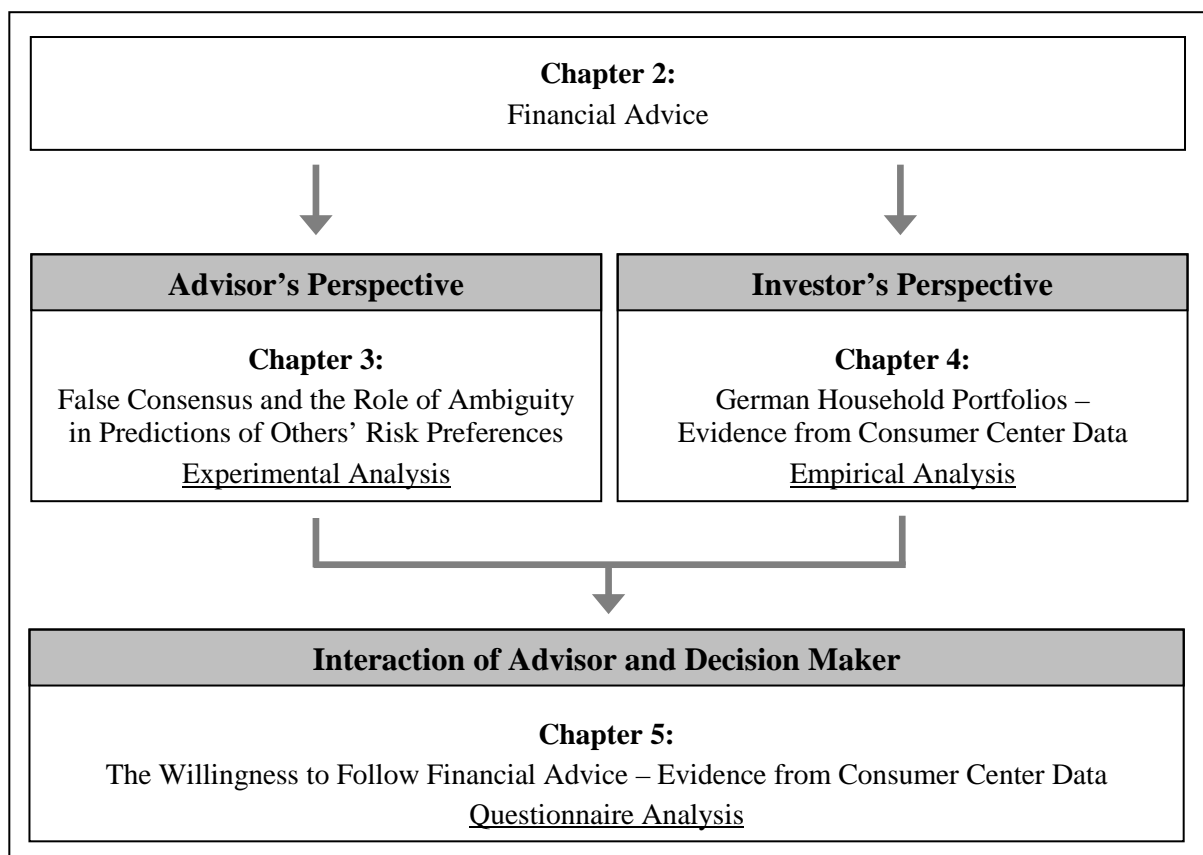 Chapter 2:
Financial Advice
Advisor’s Perspective
Chapter 3:
False Consensus and the Role of Ambiguity
in Predictions of Others’ Risk Preferences
Experimental Analysis
Investor’s Perspective
Chapter 4:
German Household Portfolios –
Evidence from Consumer Center Data
Empirical Analysis
Interaction of Advisor and Decision Maker
Chapter 5:
The Willingness to Follow Financial Advice – Evidence from Consumer Center Data
Questionnaire Analysis